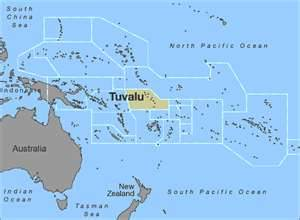 South
China
Sea
North Pacific Ocean
Tuvalu
Australia
Indian
Ocean
Tasman
Sea
New
Zealand
South Pacific Ocean